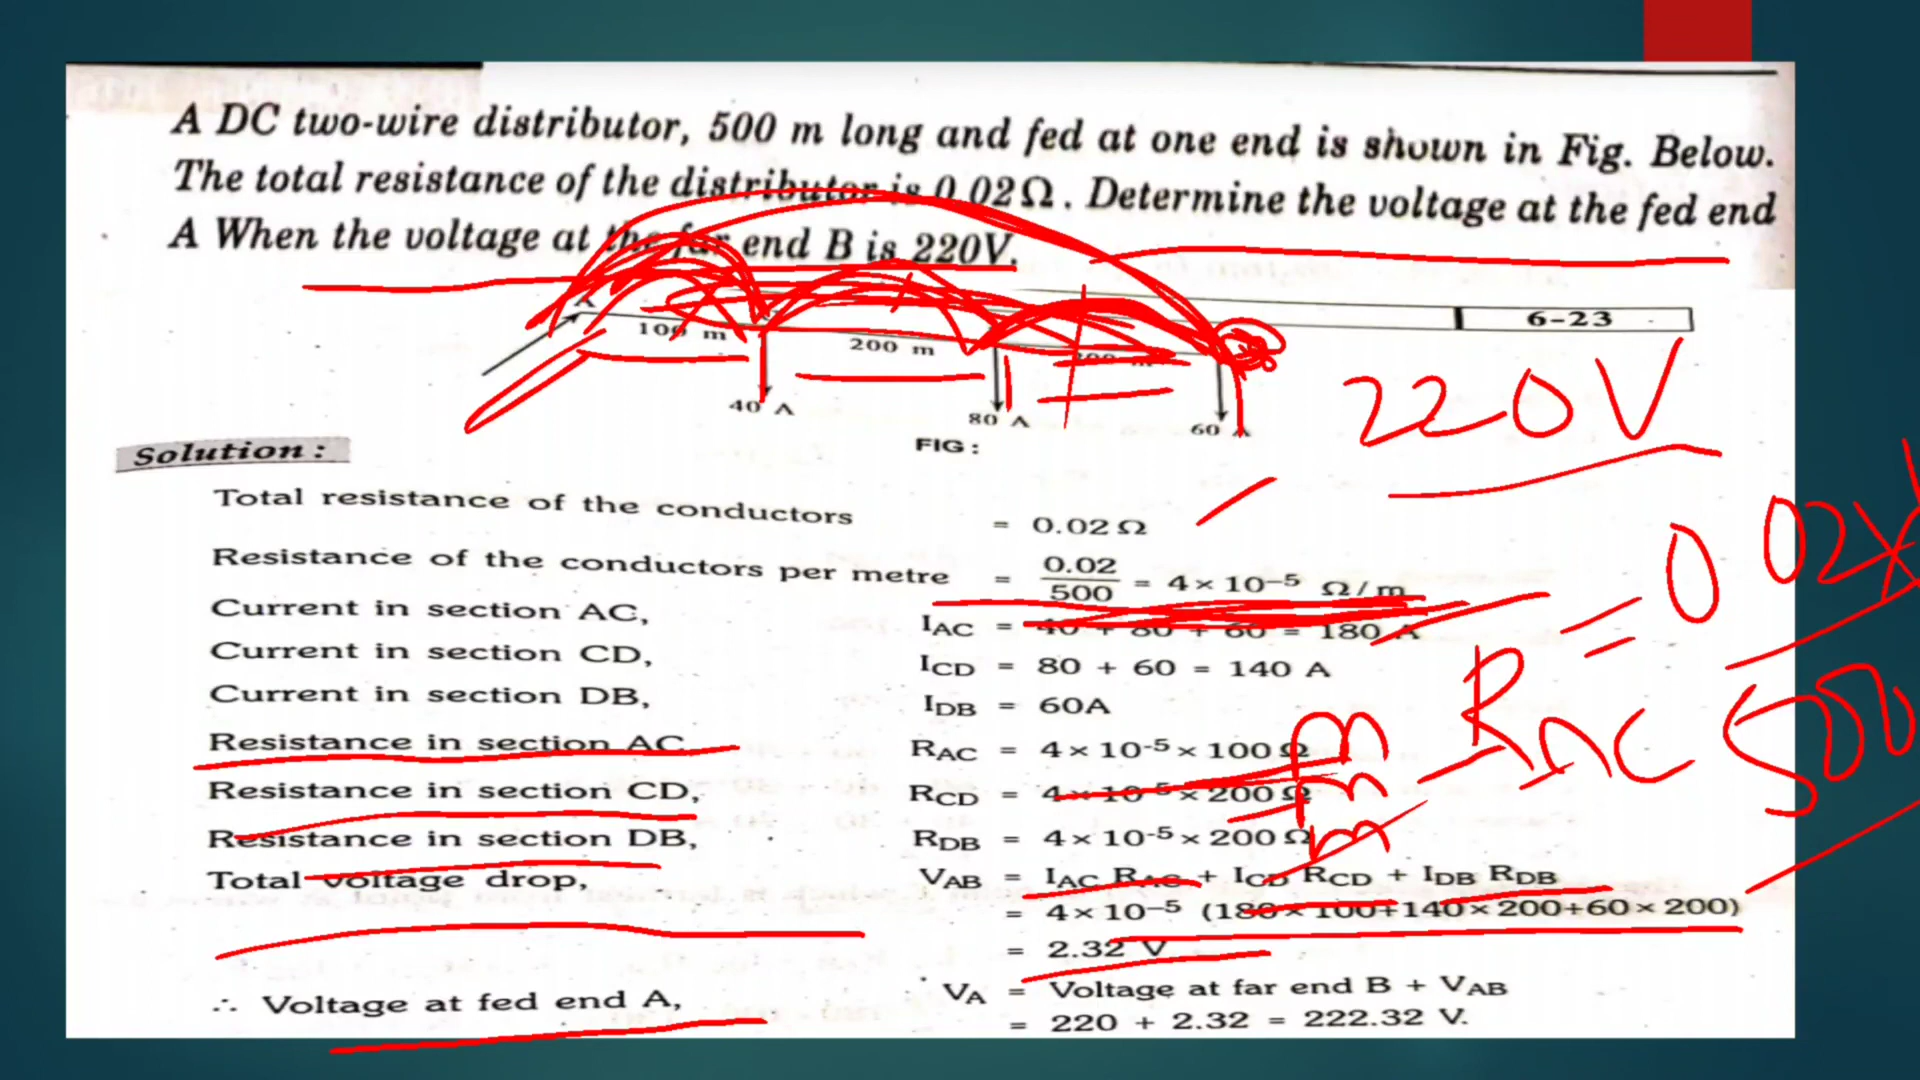 A DC two-wire distributor, 500 m long and fed at one end is shown in Fig. Below.
The total resistance of the distributor is 0.02Ω. Determine the voltage at the fed end
A When the voltage at the far end B is 220V.
6-23
A
100 m
200 m
200 m
40 A
80 A
60 A
220V
FIG :
Solution :
Total resistance of the conductors = 0.02 Ω
Resistance of the conductors per metre = 0.02/500 = 4 × 10⁻⁵ Ω/m
Current in section AC, IAC = 40 + 80 + 60 = 180 A
Current in section CD, ICD = 80 + 60 = 140 A
Current in section DB, IDB = 60A
Resistance in section AC RAC = 4 × 10⁻⁵ × 100 Ω
Resistance in section CD, RCD = 4 × 10⁻⁵ × 200 Ω
Resistance in section DB, RDB = 4 × 10⁻⁵ × 200 Ω
Total voltage drop, VAB = IAC RAC + ICD RCD + IDB RDB
= 4 × 10⁻⁵ (180 × 100 + 140 × 200 + 60 × 200)
= 2.32 V
∴ Voltage at fed end A, VA = Voltage at far end B + VAB
= 220 + 2.32 = 222.32 V.
RAC = 0.02
500